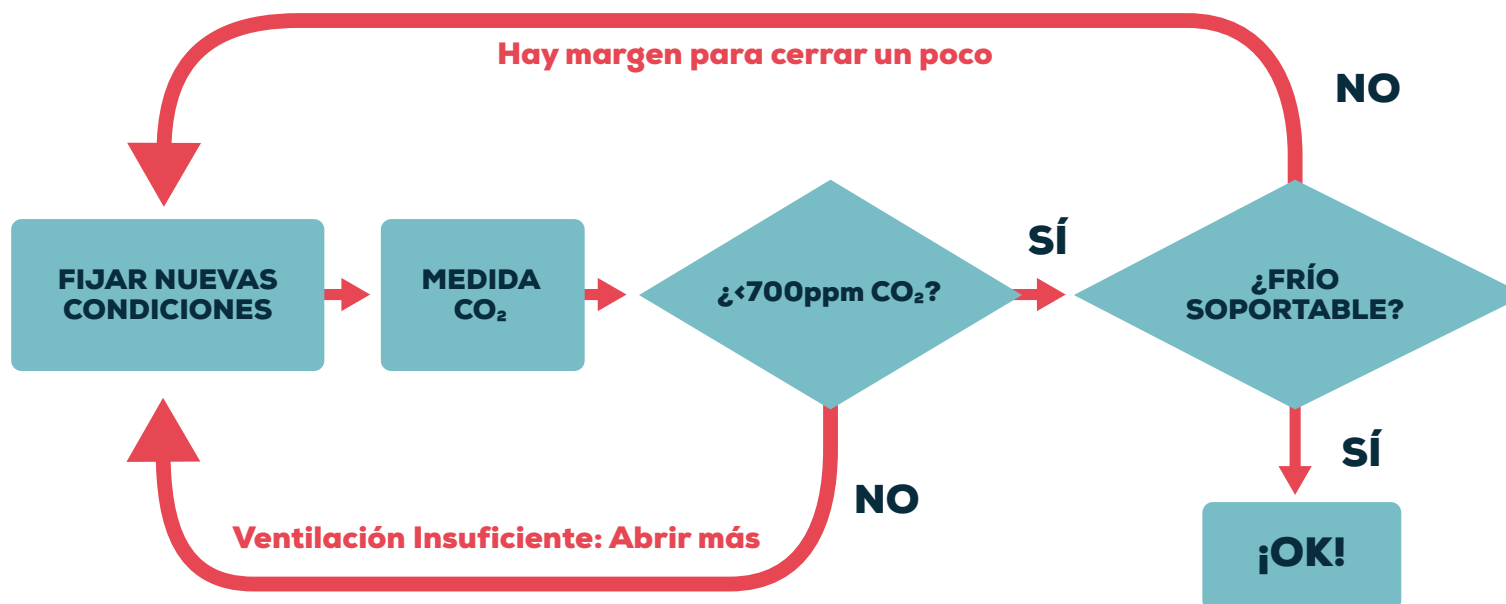 Hay margen para cerrar un poco
NO
SÍ
FIJAR NUEVAS
CONDICIONES
MEDIDA
CO₂
¿<700ppm CO₂?
¿FRÍO
SOPORTABLE?
SÍ
NO
Ventilación Insuficiente: Abrir más
¡OK!